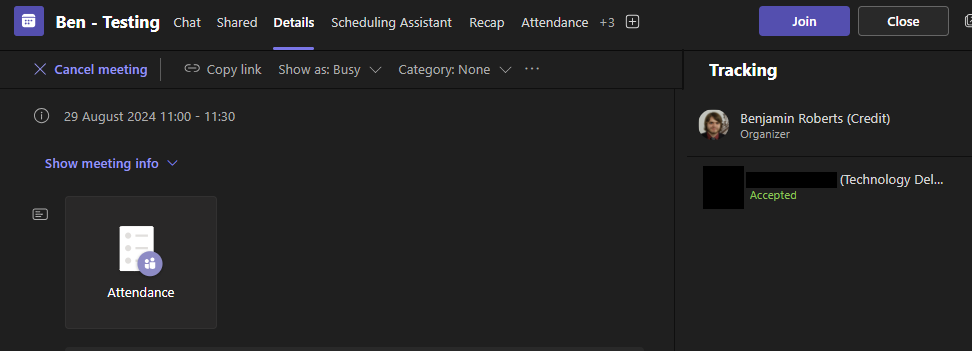 Ben - Testing Chat Shared Details Scheduling Assistant Recap Attendance +3 Join Close
Cancel meeting Copy link Show as: Busy Category: None ...
Tracking
29 August 2024 11:00 - 11:30
Benjamin Roberts (Credit)
Organizer
Show meeting info
(Technology Del...
Accepted
Attendance